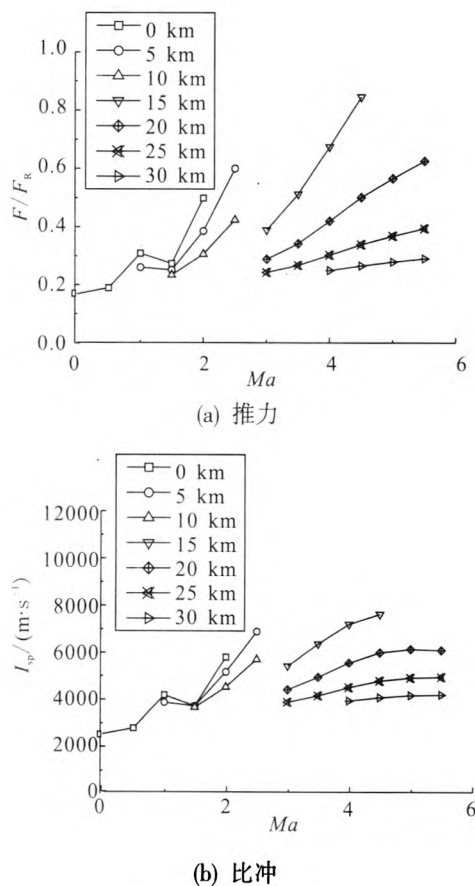 0 km
5 km
10 km
15 km
20 km
25 km
30 km
1.0
0.8
0.6
0.4
0.2
0.0
F/F_R
0 2 4 6
Ma
(a) 推力
0 km
5 km
10 km
15 km
20 km
25 km
30 km
12000
10000
8000
6000
4000
2000
0
I_sp/(m·s⁻¹)
0 2 4 6
Ma
(b) 比冲